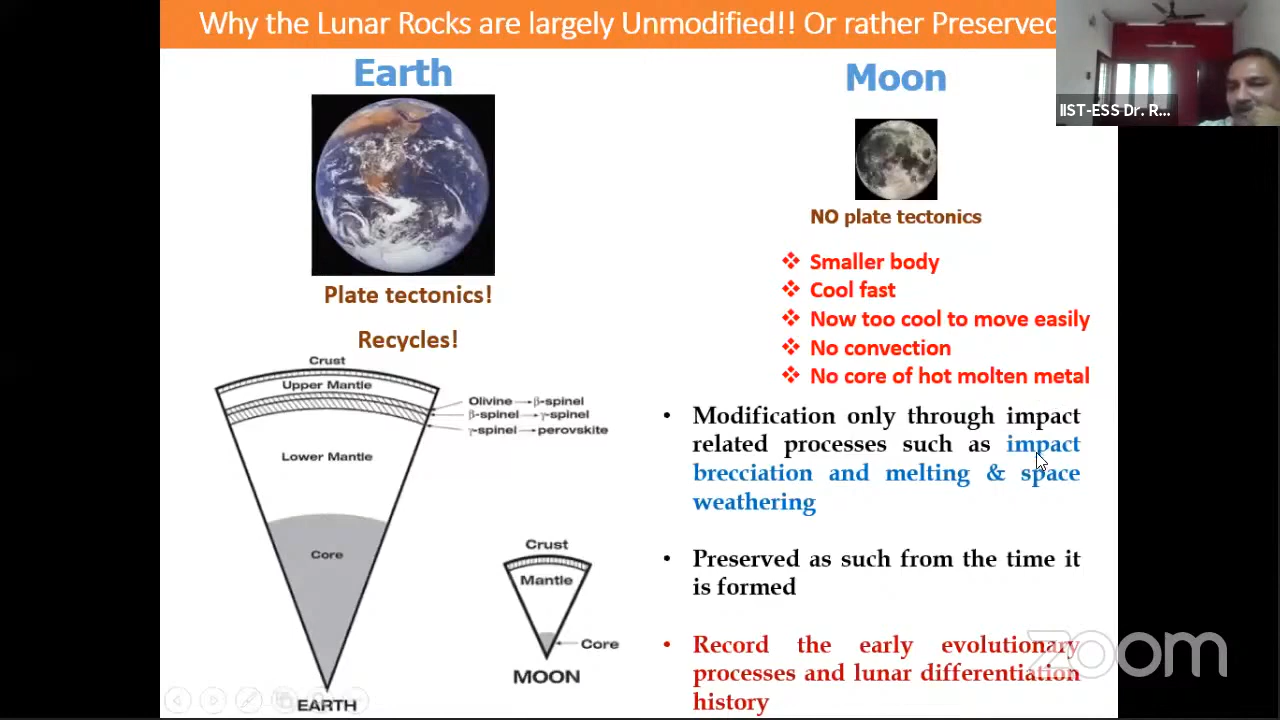 Why the Lunar Rocks are largely Unmodified!! Or rather Preserved
IIST-ESS Dr. R...
Earth
Moon
Plate tectonics!
Recycles!
NO plate tectonics
❖ Smaller body
❖ Cool fast
❖ Now too cool to move easily
❖ No convection
❖ No core of hot molten metal
Crust
Upper Mantle
Olivine → β-spinel
β-spinel → γ-spinel
γ-spinel → perovskite
Lower Mantle
Core
EARTH
Crust
Mantle
Core
MOON
• Modification only through impact
related processes such as impact
brecciation and melting & space
weathering
• Preserved as such from the time it
is formed
• Record the early evolutionary
processes and lunar differentiation
history
zoom